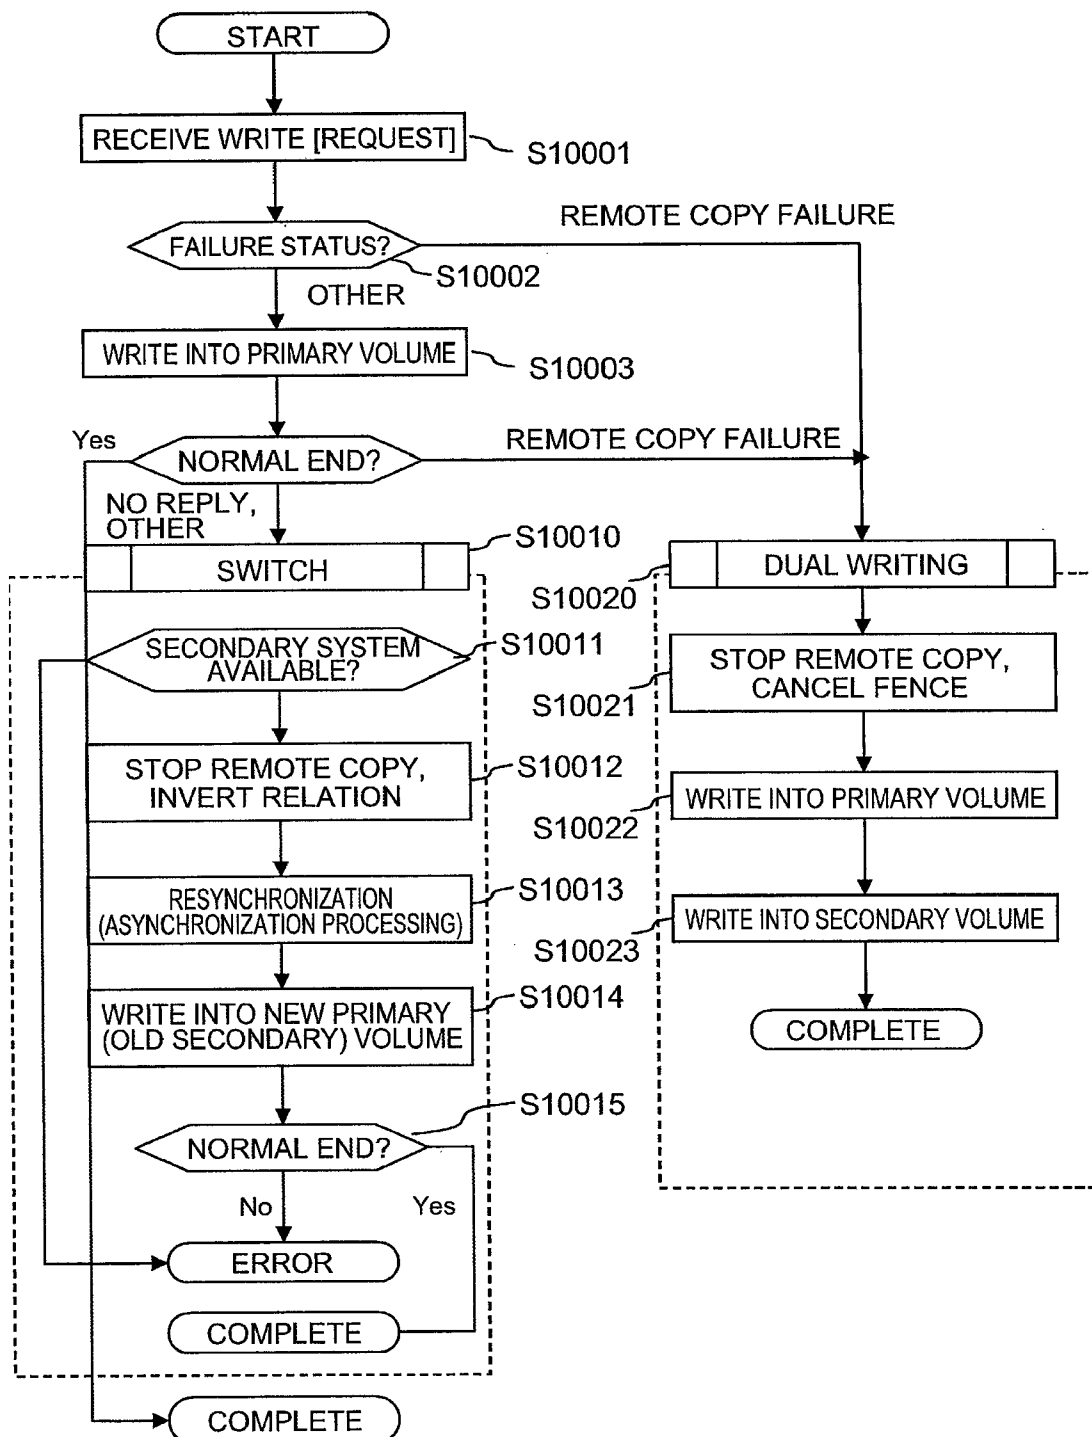 START
RECEIVE WRITE [REQUEST]
S10001
REMOTE COPY FAILURE
FAILURE STATUS?
S10002
OTHER
WRITE INTO PRIMARY VOLUME
S10003
Yes
NORMAL END?
REMOTE COPY FAILURE
NO REPLY,
OTHER
SWITCH
S10010
DUAL WRITING
S10020
SECONDARY SYSTEM
AVAILABLE?
S10011
STOP REMOTE COPY,
CANCEL FENCE
S10021
STOP REMOTE COPY,
INVERT RELATION
S10012
WRITE INTO PRIMARY VOLUME
S10022
RESYNCHRONIZATION
(ASYNCHRONIZATION PROCESSING)
S10013
WRITE INTO SECONDARY VOLUME
S10023
WRITE INTO NEW PRIMARY
(OLD SECONDARY) VOLUME
S10014
COMPLETE
S10015
NORMAL END?
No
Yes
ERROR
COMPLETE
COMPLETE